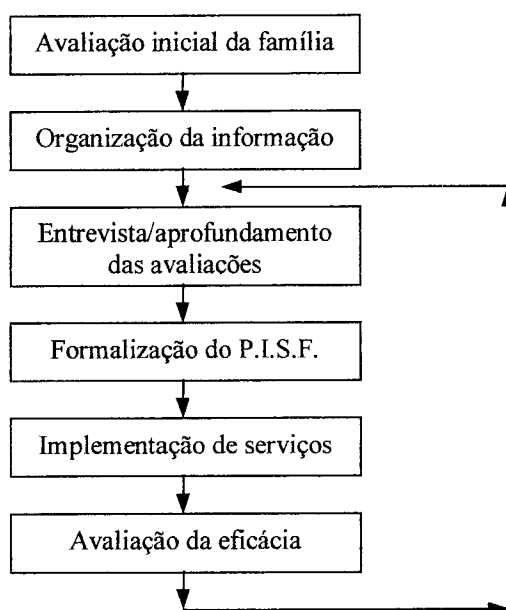 Avaliação inicial da família
Organização da informação
Entrevista/aprofundamento
das avaliações
Formalização do P.I.S.F.
Implementação de serviços
Avaliação da eficácia